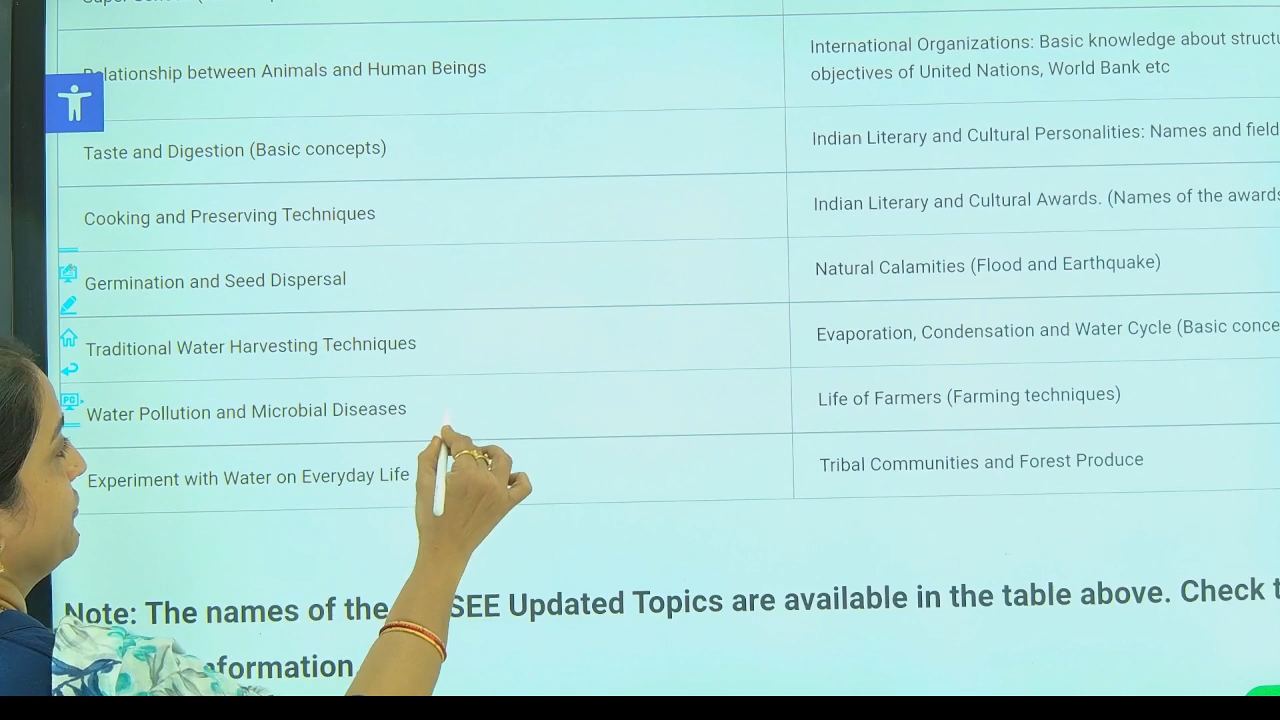 Relationship between Animals and Human Beings
International Organizations: Basic knowledge about
objectives of United Nations, World Bank etc
Taste and Digestion (Basic concepts)
Indian Literary and Cultural Personalities: Names and
Cooking and Preserving Techniques
Indian Literary and Cultural Awards. (Names of the
Germination and Seed Dispersal
Natural Calamities (Flood and Earthquake)
Traditional Water Harvesting Techniques
Evaporation, Condensation and Water Cycle (Basic
PC
Water Pollution and Microbial Diseases
Life of Farmers (Farming techniques)
Experiment with Water on Everyday Life
Tribal Communities and Forest Produce
Note: The names of the SEE Updated Topics are available in the table above. Check